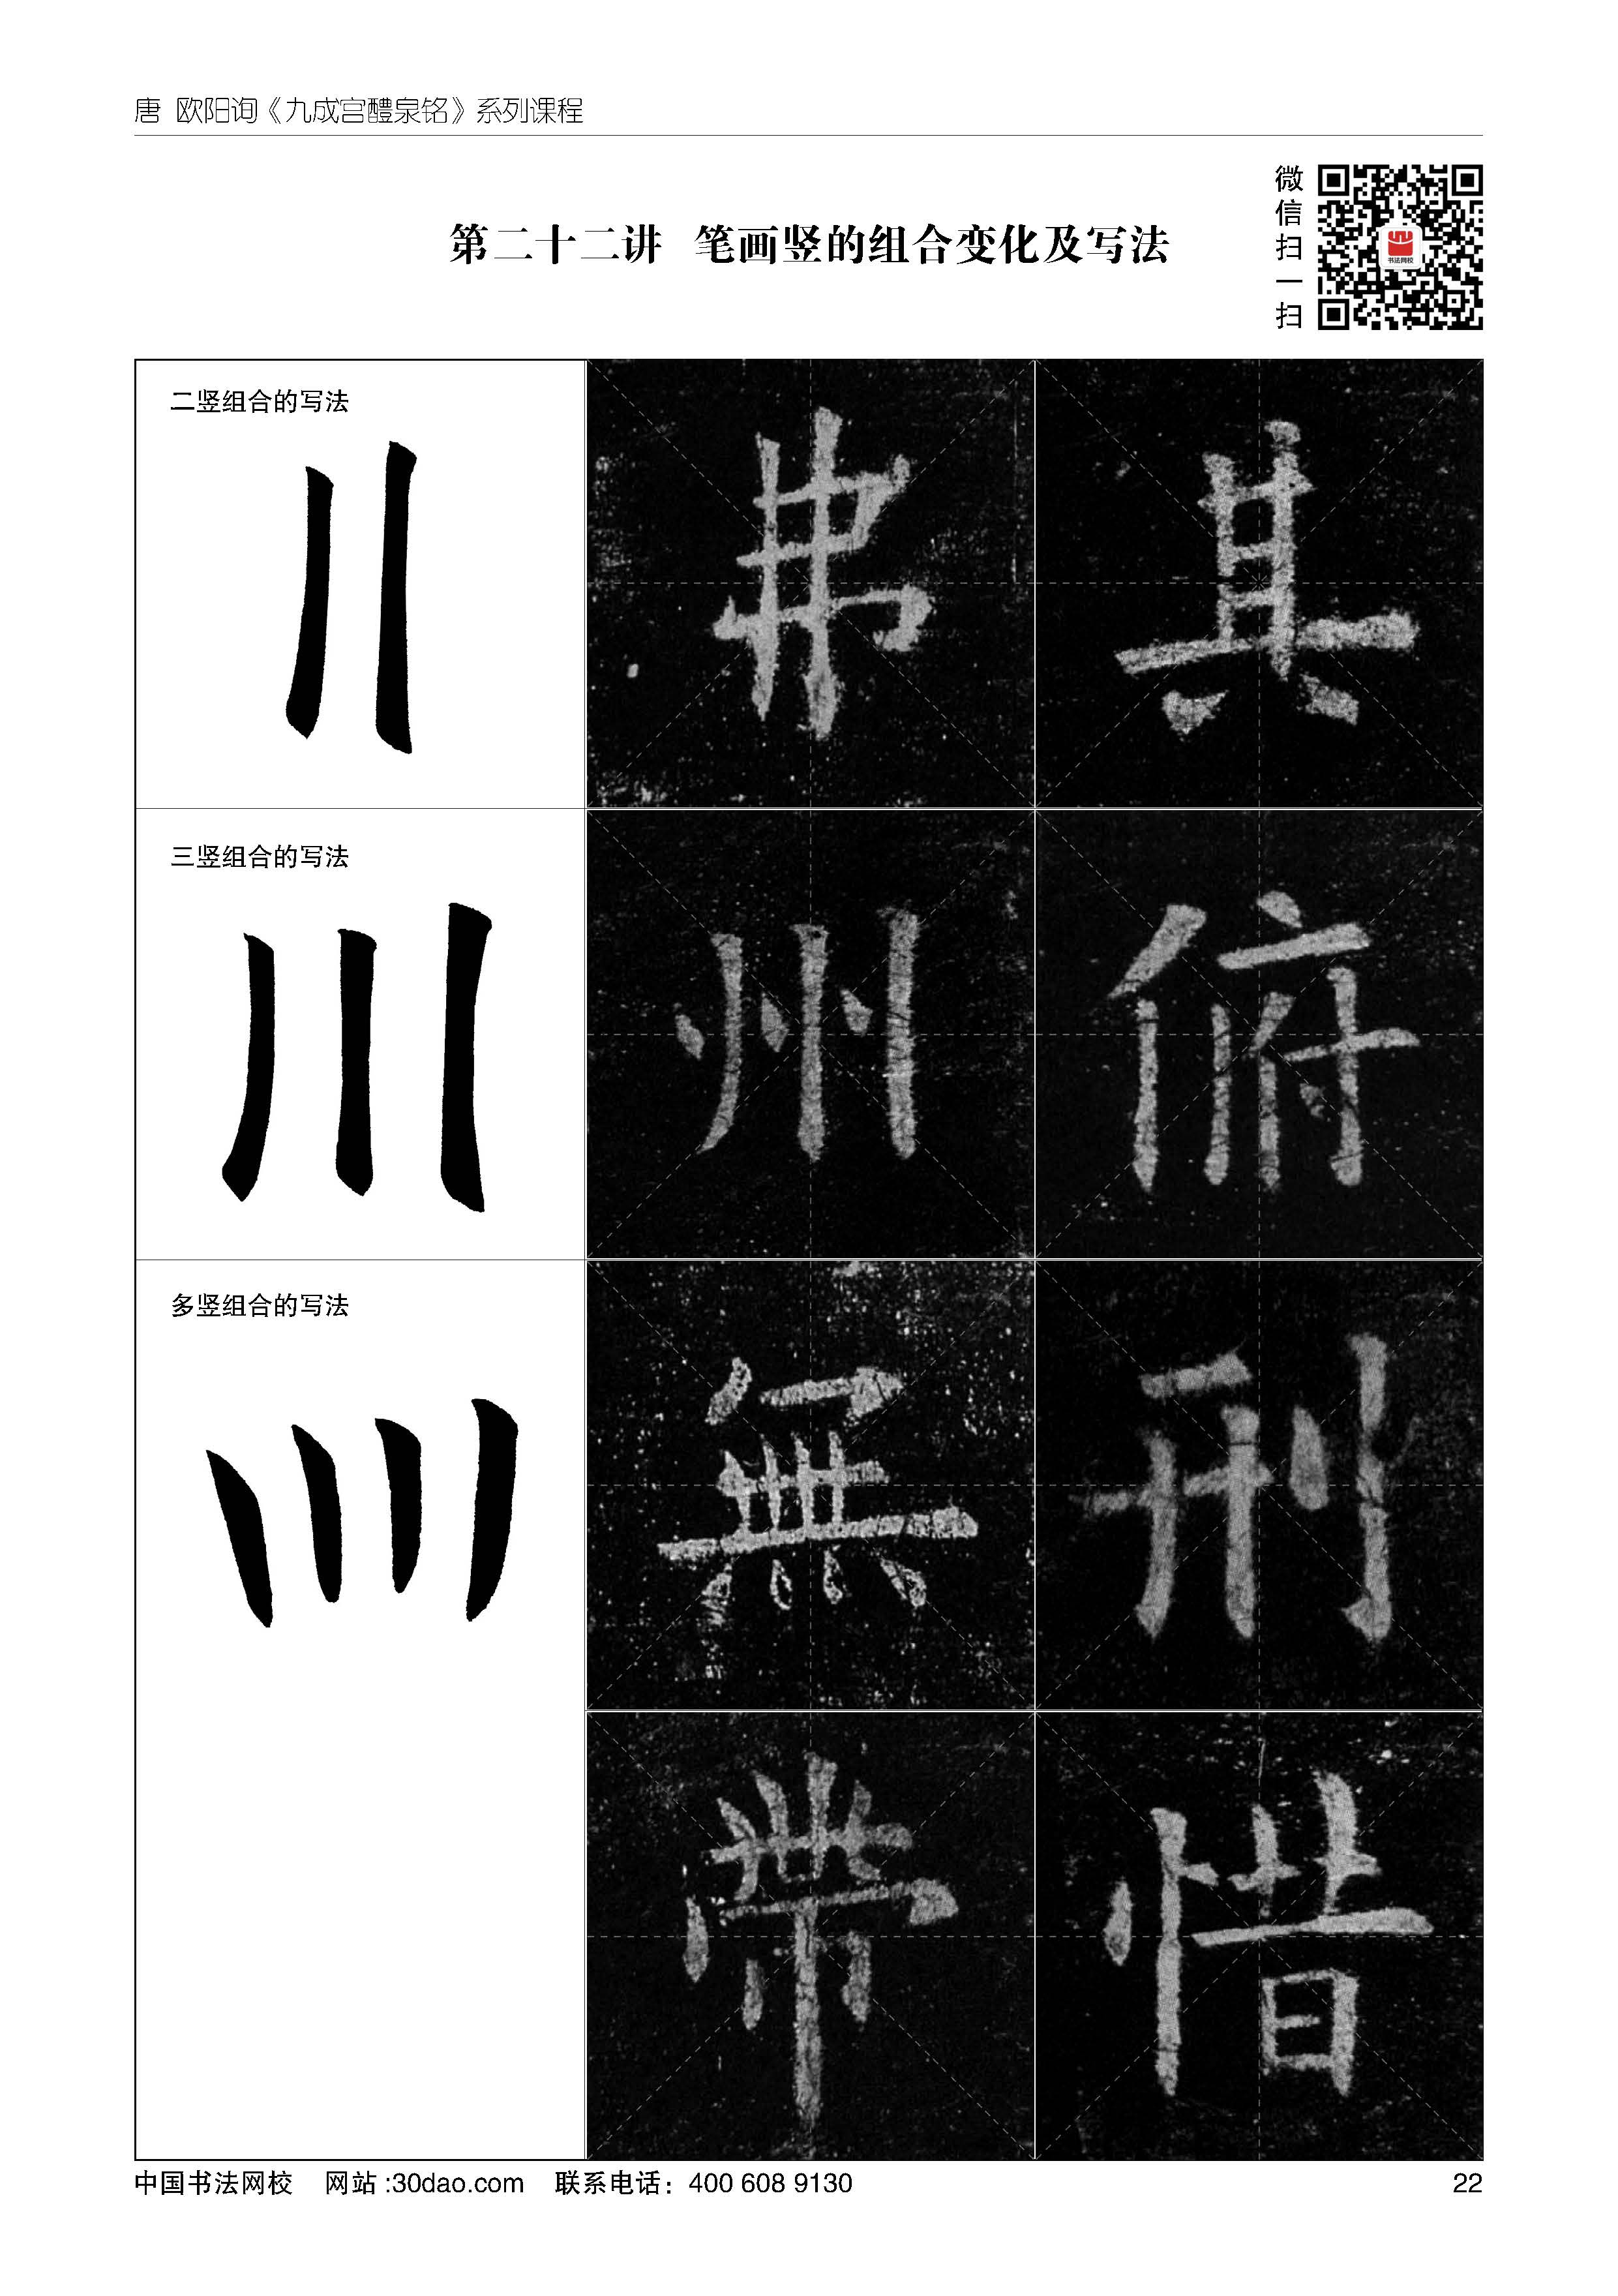 唐 欧阳询《九成宫醴泉铭》系列课程
第二十二讲 笔画竖的组合变化及写法
微信扫一扫
书法网校
二竖组合的写法
弗 其
三竖组合的写法
州 俯
多竖组合的写法
無 刑
帶 惜
中国书法网校 网站:30dao.com 联系电话：400 608 9130 22